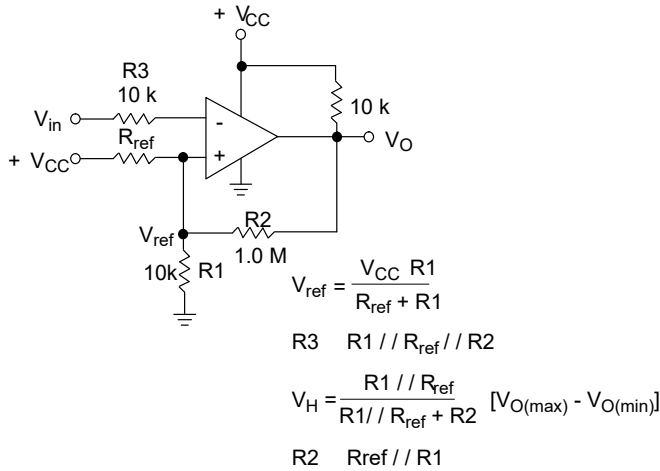 + VCC
R3
10 k
10 k
Vin
-
VO
Rref
+ VCC
+
R2
Vref
1.0 M
10k
R1
Vref = VCC R1 / Rref + R1
R3 R1 / / Rref / / R2
VH = R1 / / Rref / R1/ / Rref + R2 [VO(max) - VO(min)]
R2 Rref / / R1